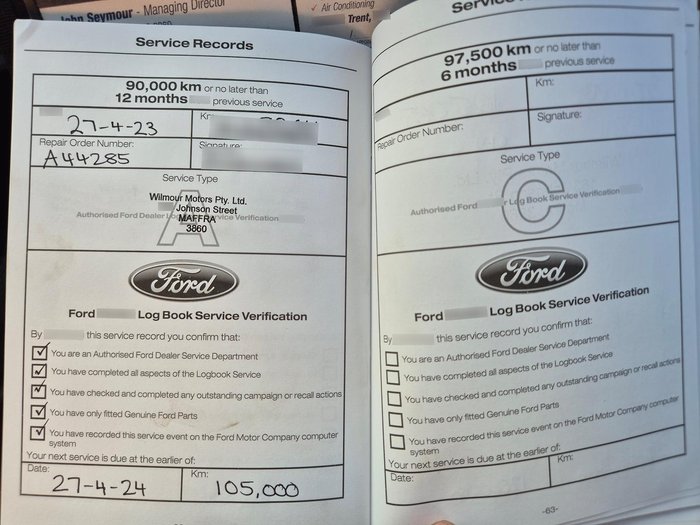 John Seymour - Managing Director
✓ Air Conditioning
Trent,
Service Records
90,000 km or no later than
12 months previous service
27-4-23
Km:
Repair Order Number:
Signature:
A44285
Service Type
A
Wilmour Motors Pty. Ltd.
Johnson Street
Authorised Ford Dealer Log Book Service Verification
MAFFRA
3860
Ford
Ford Log Book Service Verification
By this service record you confirm that:
You are an Authorised Ford Dealer Service Department
You have completed all aspects of the Logbook Service
You have checked and completed any outstanding campaign or recall actions
You have only fitted Genuine Ford Parts
You have recorded this service event on the Ford Motor Company computer
system
Your next service is due at the earlier of:
Date:
Km:
27-4-24
105,000
97,500 km or no later than
6 months previous service
Km:
Repair Order Number:
Signature:
Service Type
C
Authorised Ford r Log Book Service Verification
Ford
Ford Log Book Service Verification
By this service record you confirm that:
You are an Authorised Ford Dealer Service Department
You have completed all aspects of the Logbook Service
You have checked and completed any outstanding campaign or recall actions
You have only fitted Genuine Ford Parts
You have recorded this service event on the Ford Motor Company computer
system
Your next service is due at the earlier of:
Date:
Km:
-63-